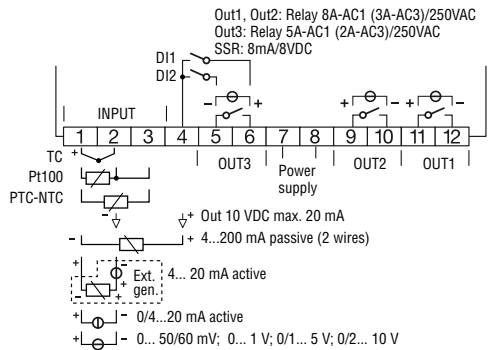 Out1, Out2: Relay 8A-AC1 (3A-AC3)/250VAC
Out3: Relay 5A-AC1 (2A-AC3)/250VAC
SSR: 8mA/8VDC
DI1
DI2
- +
+ -
+ -
INPUT
1 2 3 4 5 6 7 8 9 10 11 12
TC + -
OUT3 Power supply OUT2 OUT1
Pt100
PTC-NTC
- + Out 10 VDC max. 20 mA
- + 4...200 mA passive (2 wires)
+ -
Ext. gen. 4... 20 mA active
- + +
+ - 0/4...20 mA active
+ - 0... 50/60 mV; 0... 1 V; 0/1... 5 V; 0/2... 10 V